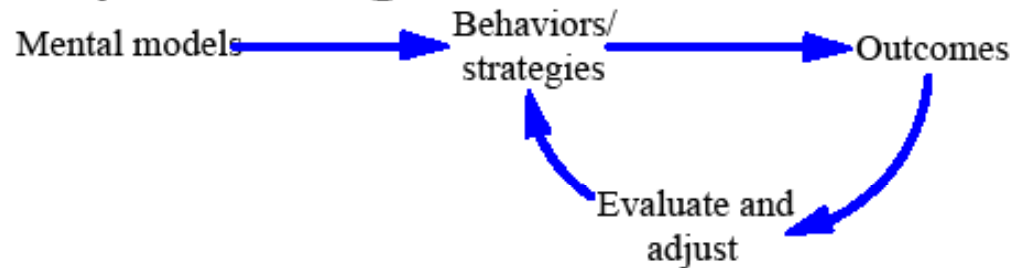 Mental models
Behaviors/
strategies
Outcomes
Evaluate and
adjust